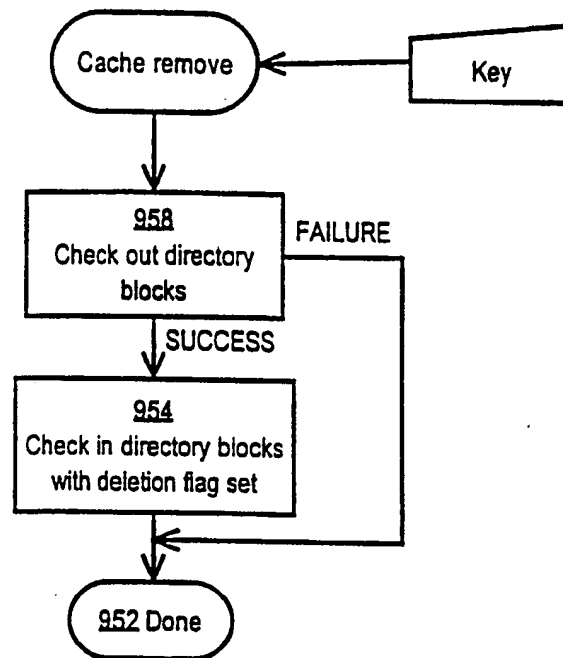 Cache remove
Key
958
Check out directory
blocks
FAILURE
SUCCESS
954
Check in directory blocks
with deletion flag set
952 Done